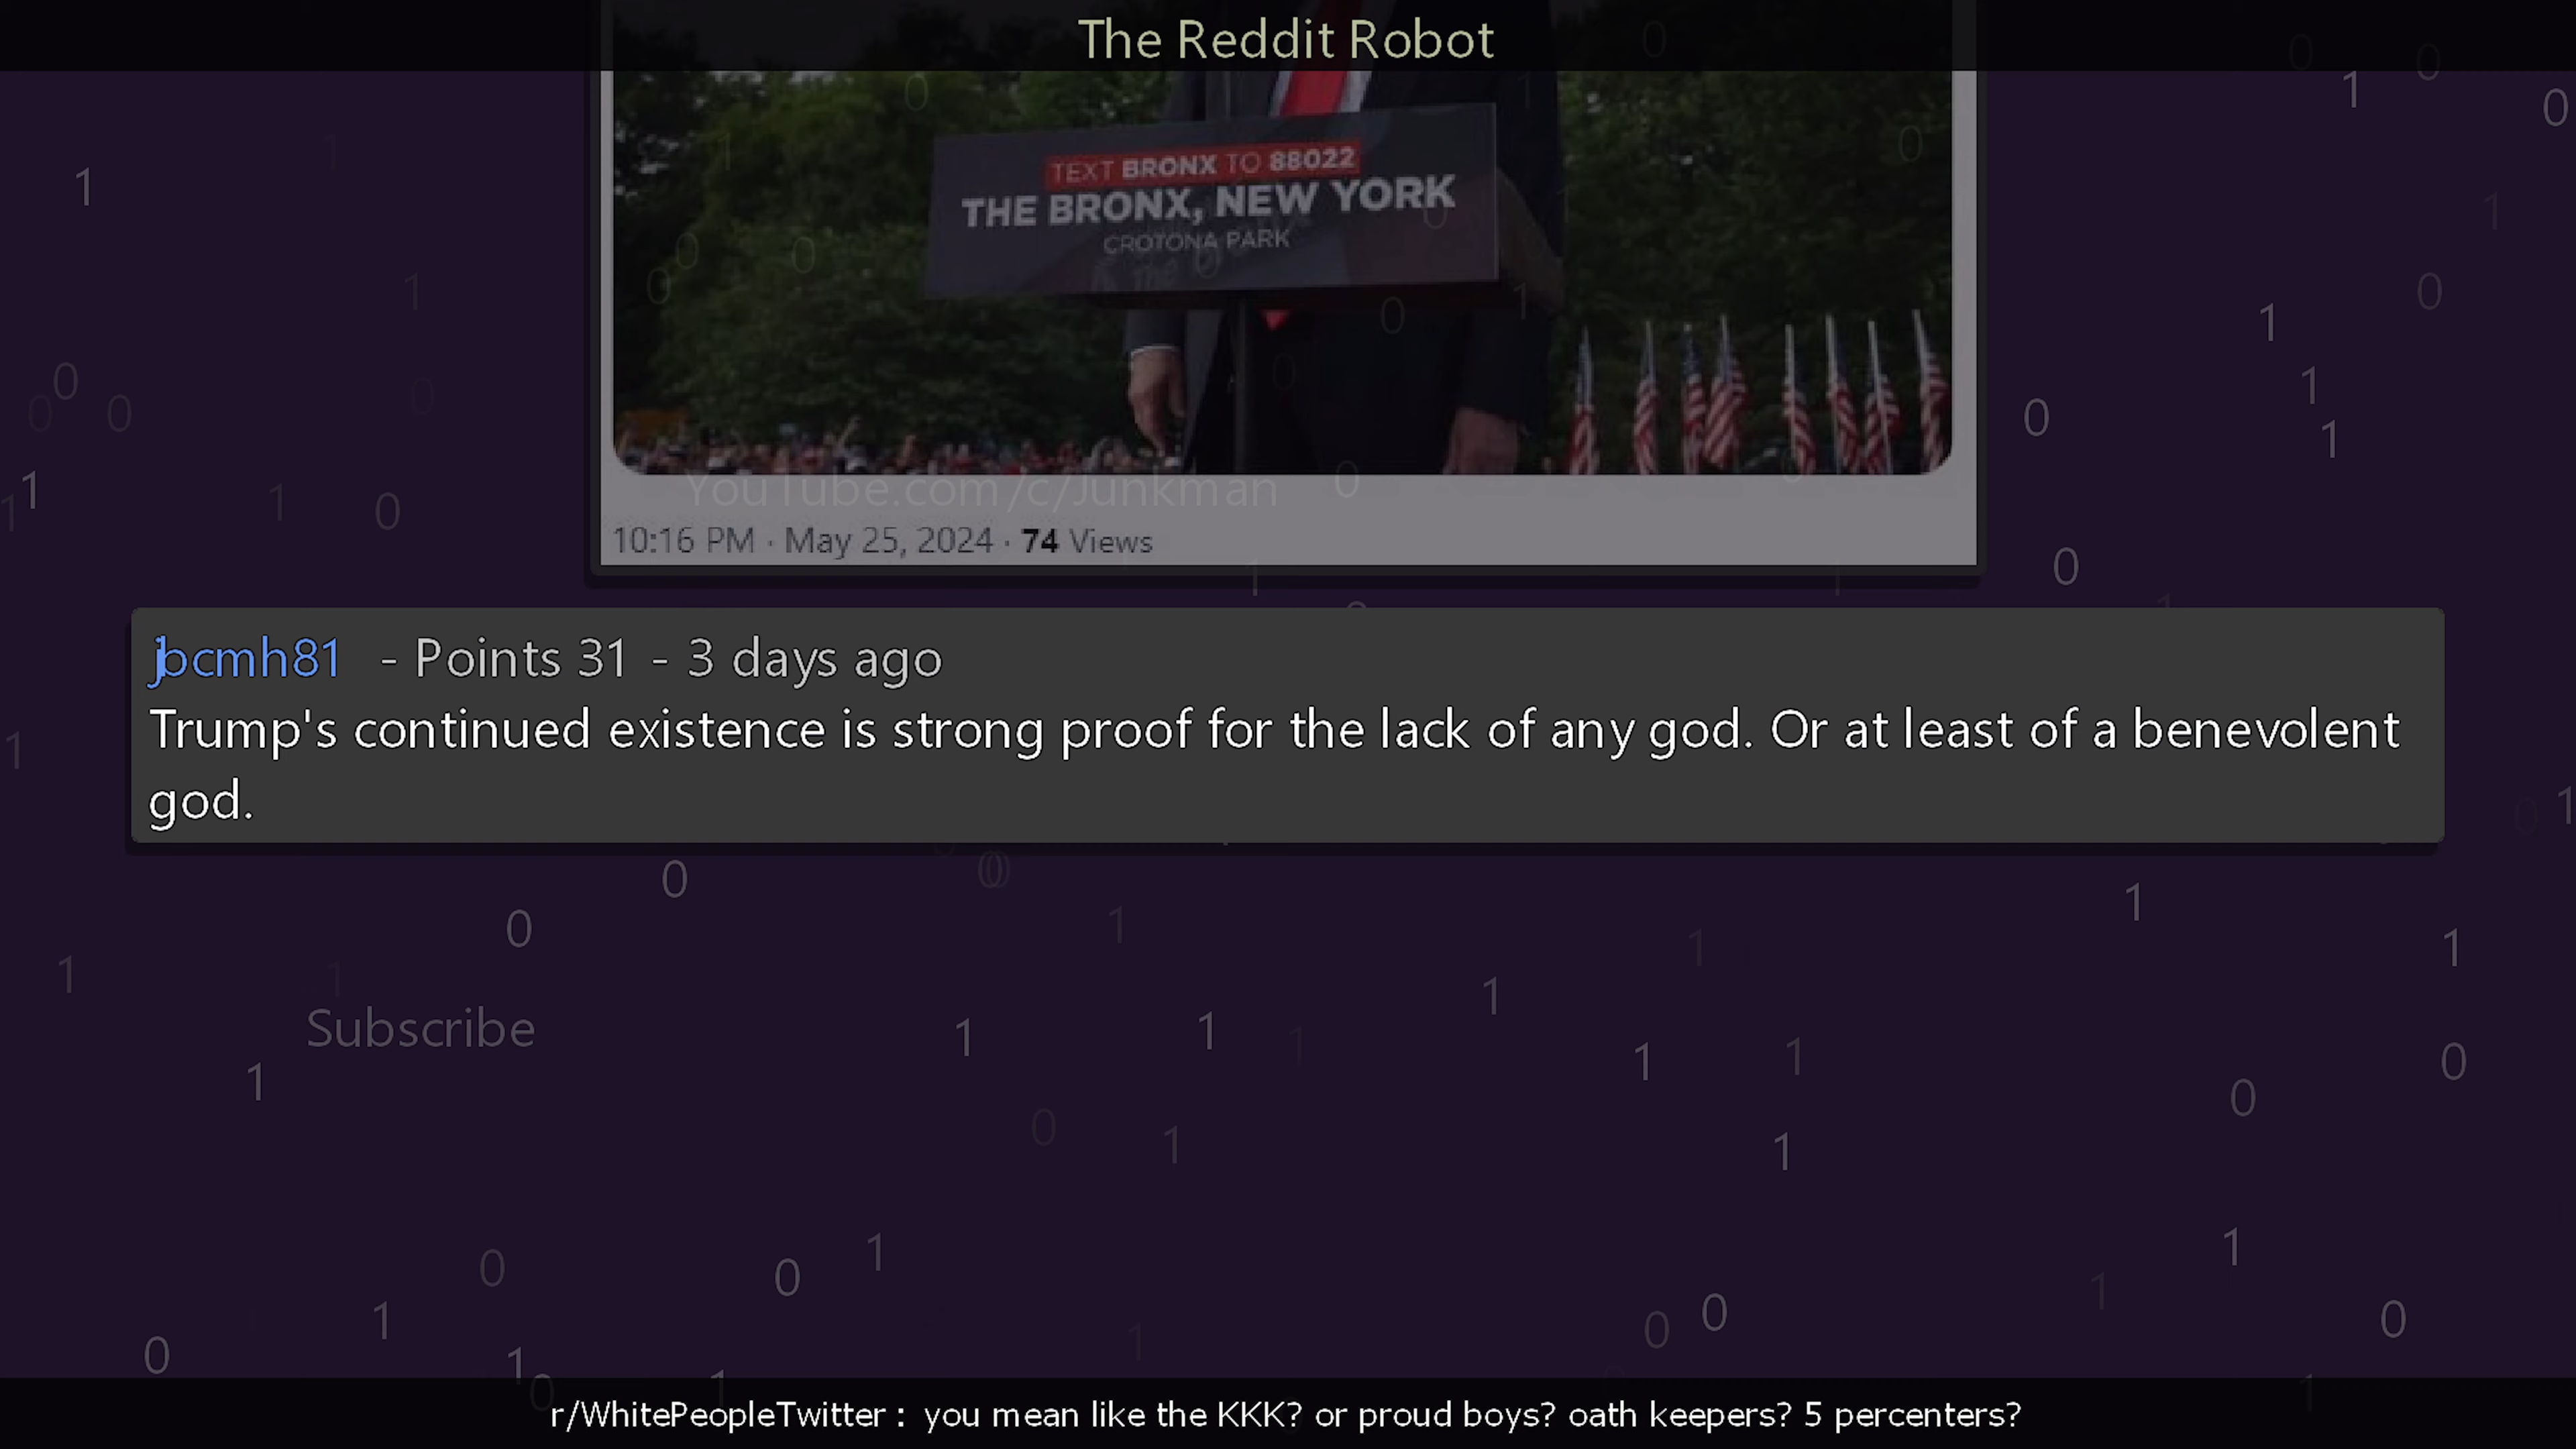 The Reddit Robot
TEXT BRONX TO 88022
THE BRONX, NEW YORK
CROTONA PARK
YouTube.com/c/Junkman
10:16 PM · May 25, 2024 · 74 Views
jbcmh81 - Points 31 - 3 days ago
Trump's continued existence is strong proof for the lack of any god. Or at least of a benevolent
god.
Subscribe
r/WhitePeopleTwitter : you mean like the KKK? or proud boys? oath keepers? 5 percenters?